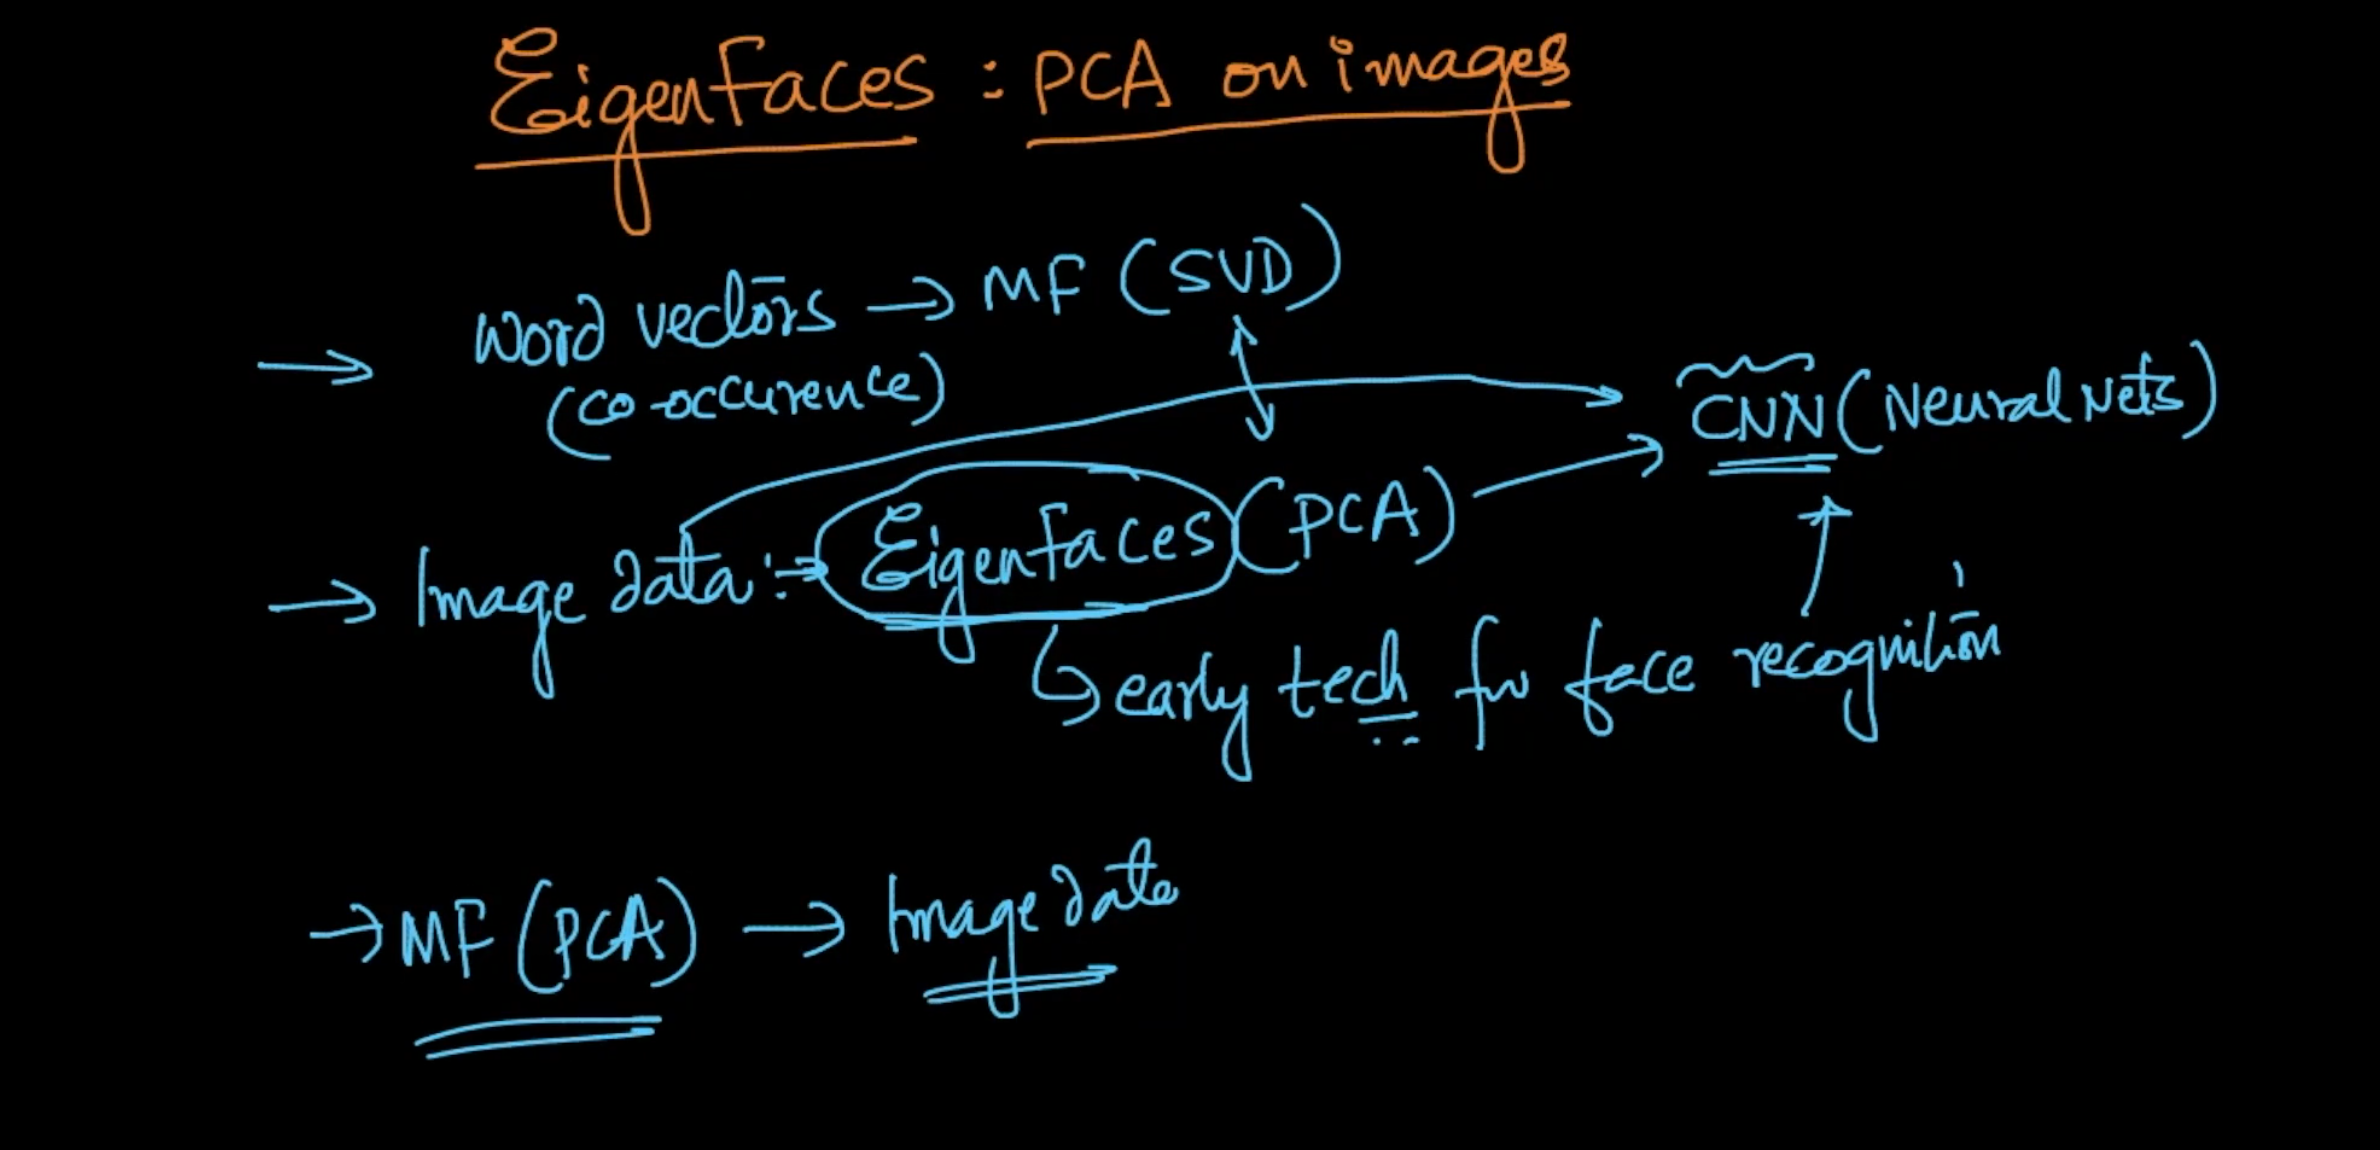 EigenFaces : PCA on images
→ Word vectors → MF (SVD)
(co-occurence)
CNN (Neural Nets)
→ Image data :→ Eigenfaces (PCA)
early tech for face recognition
→ MF (PCA) → Image data